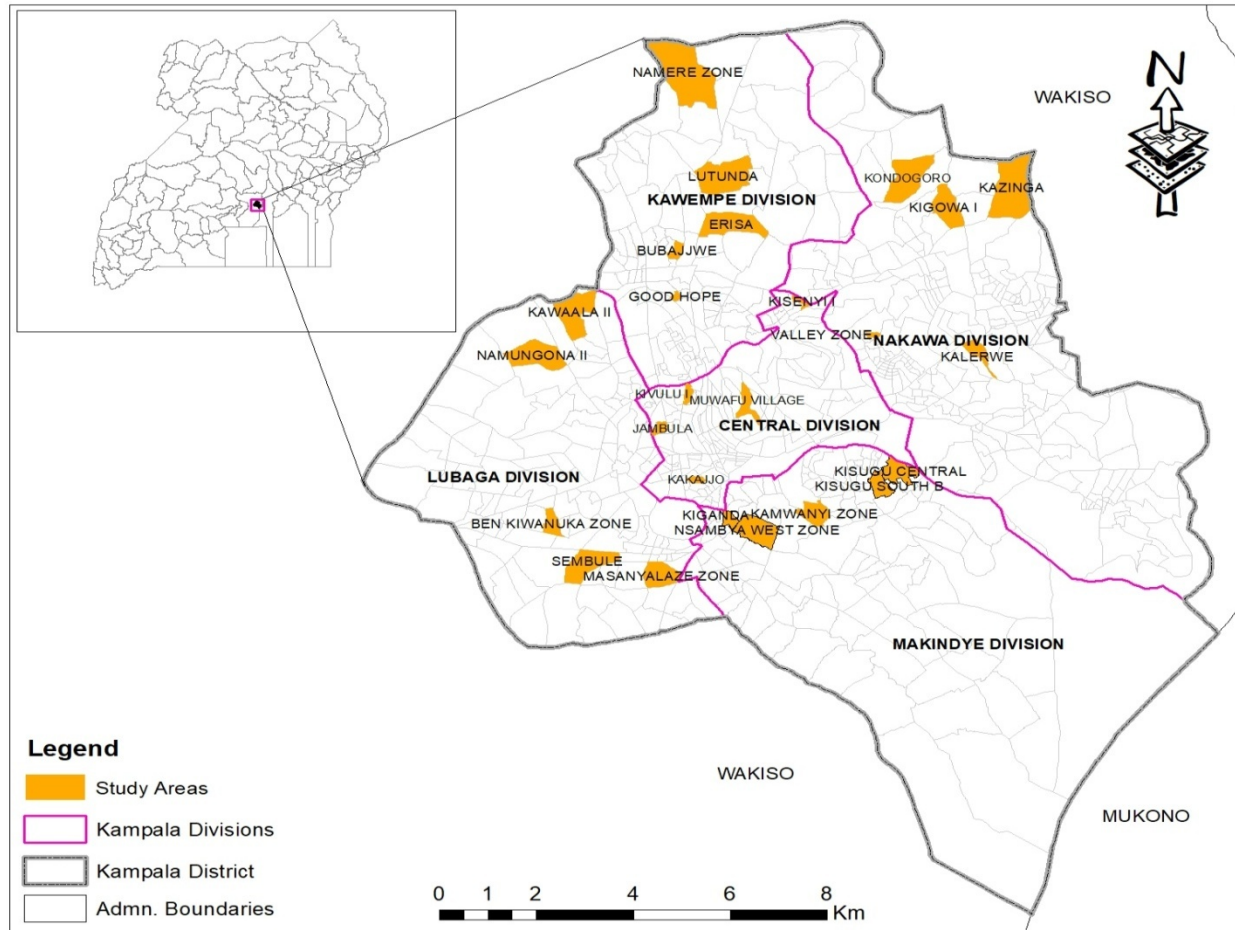 N
WAKISO
NAMERE ZONE
LUTUNDA
KONDOGORO
KAZINGA
KAWEMPE DIVISION
KIGOWA I
ERISA
BUBAJJWE
GOOD HOPE
KISENYI I
KAWAALA II
VALLEY ZONE
NAKAWA DIVISION
NAMUNGONA II
KALERWE
KIVULU I
MUWAFU VILLAGE
JAMBULA
CENTRAL DIVISION
LUBAGA DIVISION
KISUGU CENTRAL
KAKAJJO
KISUGU SOUTH B
BEN KIWANUKA ZONE
KIGANDA
KAMWANYI ZONE
NSAMBYA WEST ZONE
SEMBULE
MASANYALAZE ZONE
MAKINDYE DIVISION
WAKISO
MUKONO
Legend
Study Areas
Kampala Divisions
Kampala District
Admn. Boundaries
0 1 2 4 6 8
Km